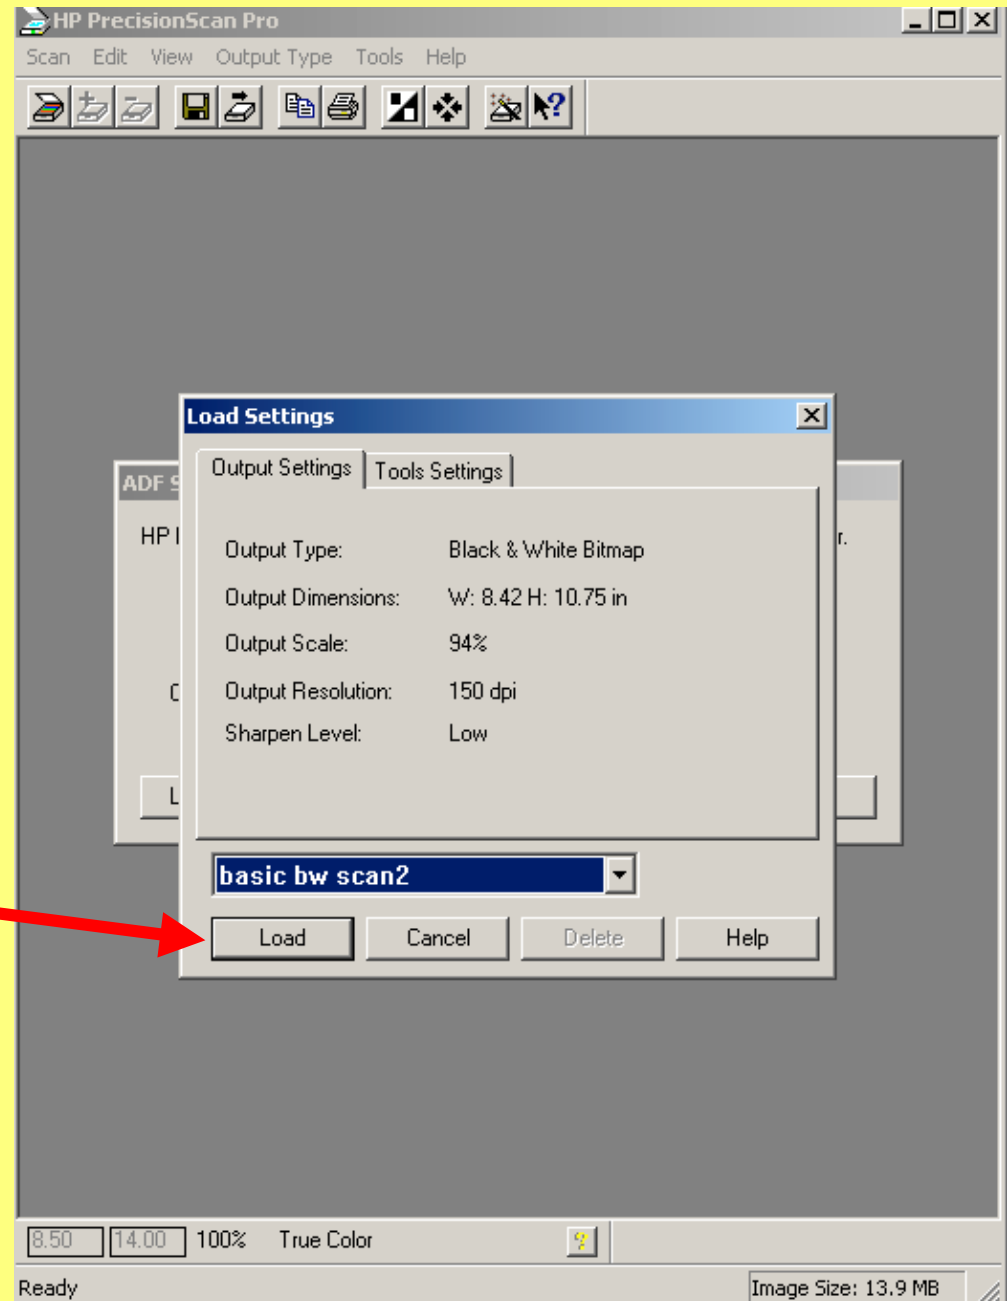 HP PrecisionScan Pro
Scan Edit View Output Type Tools Help
Load Settings
Output Settings Tools Settings
ADF S
HP I
r.
Output Type: Black & White Bitmap
Output Dimensions: W: 8.42 H: 10.75 in
Output Scale: 94%
Output Resolution: 150 dpi
Sharpen Level: Low
L
basic bw scan2
Load Cancel Delete Help
8.50 14.00 100% True Color
Ready Image Size: 13.9 MB